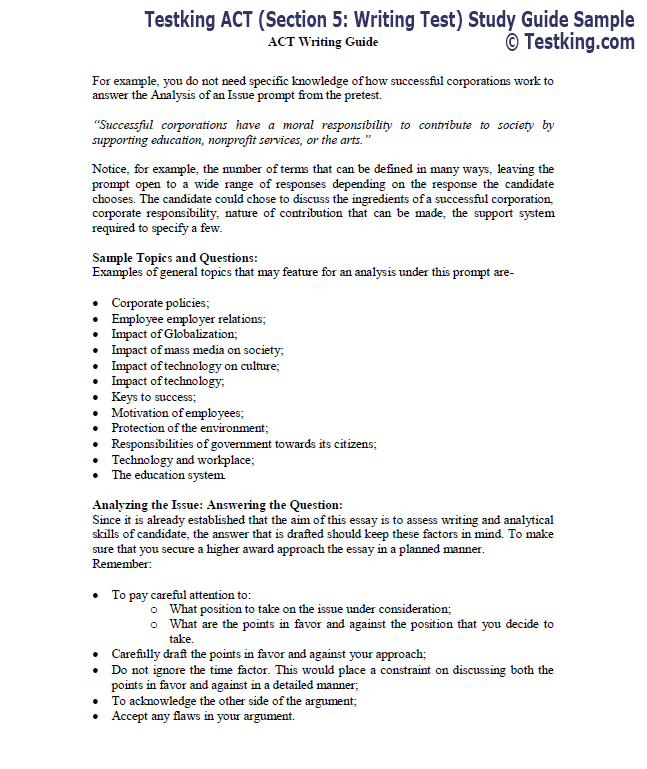 Testking ACT (Section 5: Writing Test) Study Guide Sample
© Testking.com
ACT Writing Guide
For example, you do not need specific knowledge of how successful corporations work to
answer the Analysis of an Issue prompt from the pretest.
“Successful corporations have a moral responsibility to contribute to society by
supporting education, nonprofit services, or the arts.”
Notice, for example, the number of terms that can be defined in many ways, leaving the
prompt open to a wide range of responses depending on the response the candidate
chooses. The candidate could chose to discuss the ingredients of a successful corporation,
corporate responsibility, nature of contribution that can be made, the support system
required to specify a few.
Sample Topics and Questions:
Examples of general topics that may feature for an analysis under this prompt are-
• Corporate policies;
• Employee employer relations;
• Impact of Globalization;
• Impact of mass media on society;
• Impact of technology on culture;
• Impact of technology;
• Keys to success;
• Motivation of employees;
• Protection of the environment;
• Responsibilities of government towards its citizens;
• Technology and workplace;
• The education system.
Analyzing the Issue: Answering the Question:
Since it is already established that the aim of this essay is to assess writing and analytical
skills of candidate, the answer that is drafted should keep these factors in mind. To make
sure that you secure a higher award approach the essay in a planned manner.
Remember:
• To pay careful attention to:
o What position to take on the issue under consideration;
o What are the points in favor and against the position that you decide to
take.
• Carefully draft the points in favor and against your approach;
• Do not ignore the time factor. This would place a constraint on discussing both the
points in favor and against in a detailed manner;
• To acknowledge the other side of the argument;
• Accept any flaws in your argument.